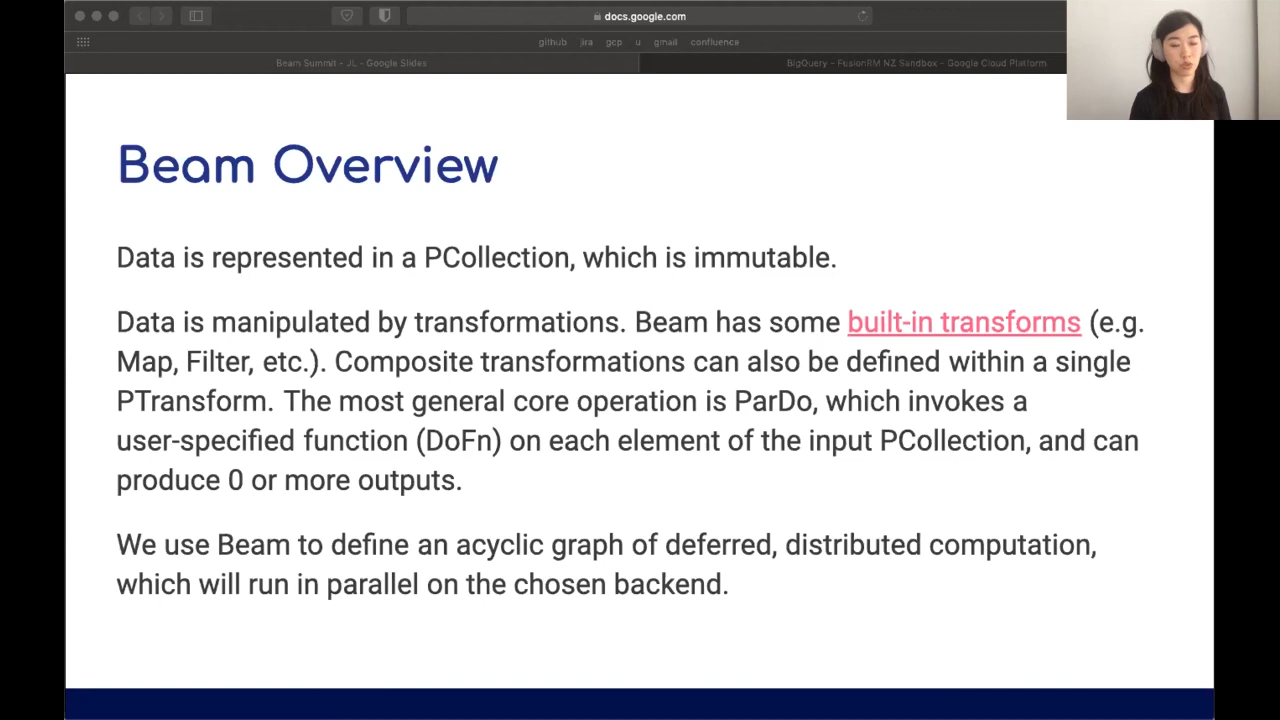 docs.google.com
github jira gcp u gmail confluence
Beam Summit - JL - Google Slides
BigQuery - FusionRM NZ Sandbox - Google Cloud Platform
Beam Overview
Data is represented in a PCollection, which is immutable.
Data is manipulated by transformations. Beam has some built-in transforms (e.g.
Map, Filter, etc.). Composite transformations can also be defined within a single
PTransform. The most general core operation is ParDo, which invokes a
user-specified function (DoFn) on each element of the input PCollection, and can
produce 0 or more outputs.
We use Beam to define an acyclic graph of deferred, distributed computation,
which will run in parallel on the chosen backend.